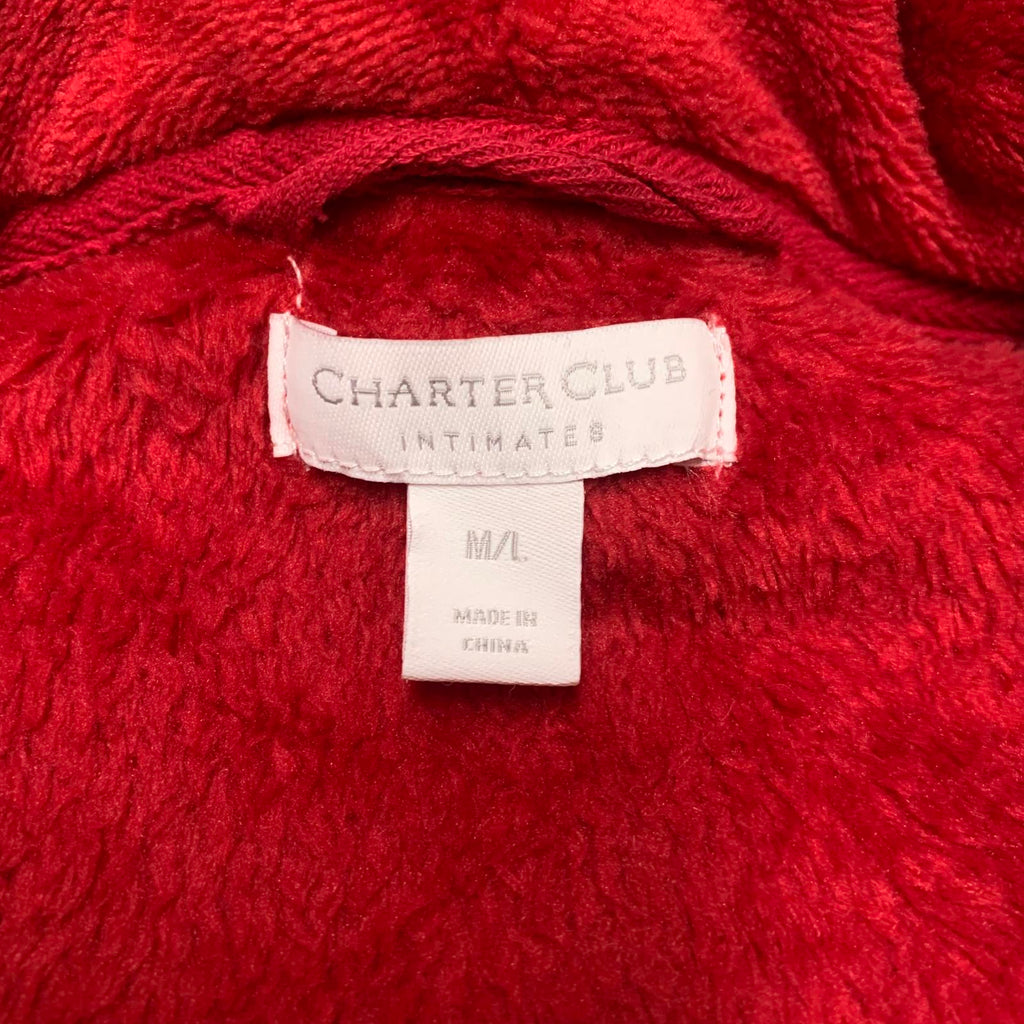 CHARTER CLUB
INTIMATES
M/L
MADE IN
CHINA